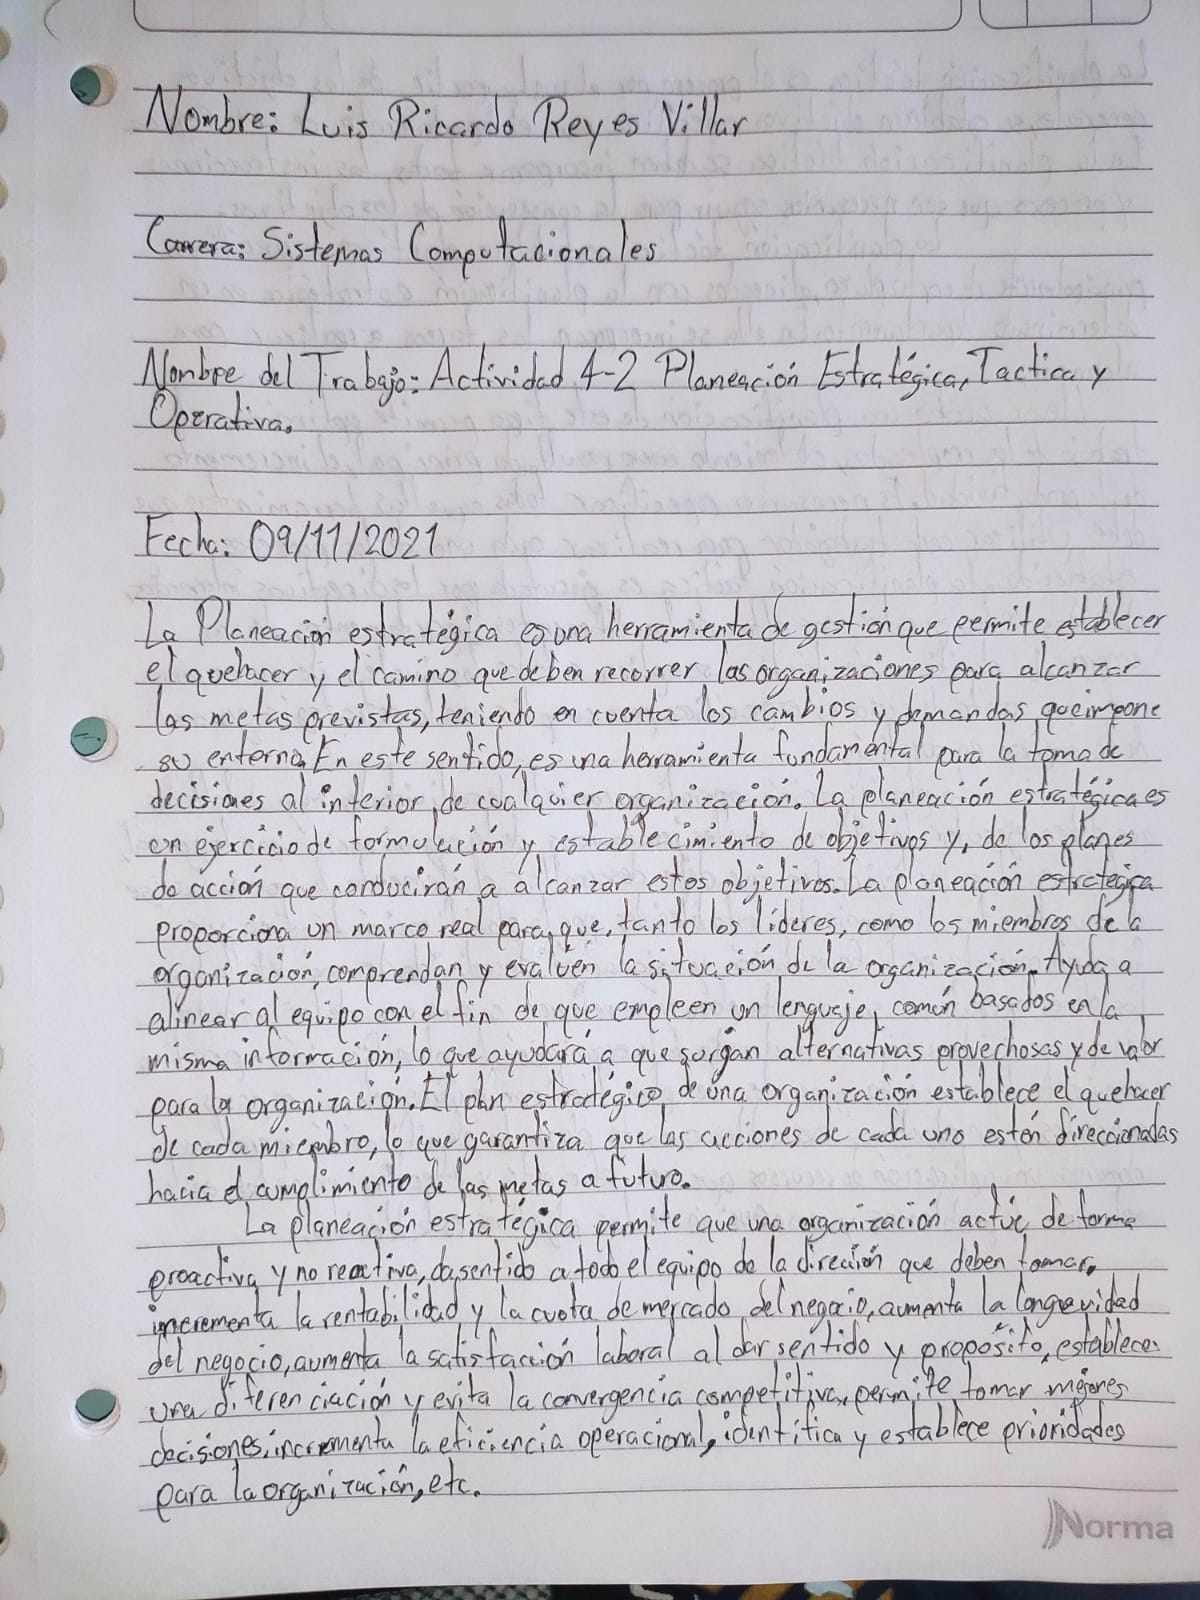 Nombre: Luis Ricardo Reyes Villar
Carrera: Sistemas Computacionales
Nombre del Trabajo: Actividad 4-2 Planeación Estratégica, Tactica y
Operativa.
Fecha: 09/11/2021
La Planeación estratégica es una herramienta de gestión que permite establecer
el quehacer y el camino que deben recorrer las organizaciones para alcanzar
las metas previstas, teniendo en cuenta los cambios y demandas que impone
su entorno. En este sentido, es una herramienta fundamental para la toma de
decisiones al interior de cualquier organización. La planeación estratégica es
un ejercicio de formulación y establecimiento de objetivos y, de los planes
de acción que conducirán a alcanzar estos objetivos. La planeación estrategica
proporciona un marco real para que, tanto los líderes, como los miembros de la
organización, comprendan y evalúen la situación de la organización. Ayuda a
alinear al equipo con el fin de que empleen un lenguaje común basados en la
misma información, lo que ayudará a que surgan alternativas provechosas y de valor
para la organización. El plan estratégico de una organización establece el quehacer
de cada miembro, lo que garantiza que las acciones de cada uno estén direccionadas
hacia el cumplimiento de las metas a futuro.
La planeación estratégica permite que una organización actúe de forma
proactiva y no reactiva, da sentido a todo el equipo de la direción que deben tomar,
incrementa la rentabilidad y la cuota de mercado del negocio, aumenta la longevidad
del negocio, aumenta la satisfacción laboral al dar sentido y propósito, establece
una diferenciación y evita la convergencia competitiva, permite tomar mejores
decisiones, incrementa la eficiencia operacional, identifica y establece prioridades
para la organización, etc.
Norma